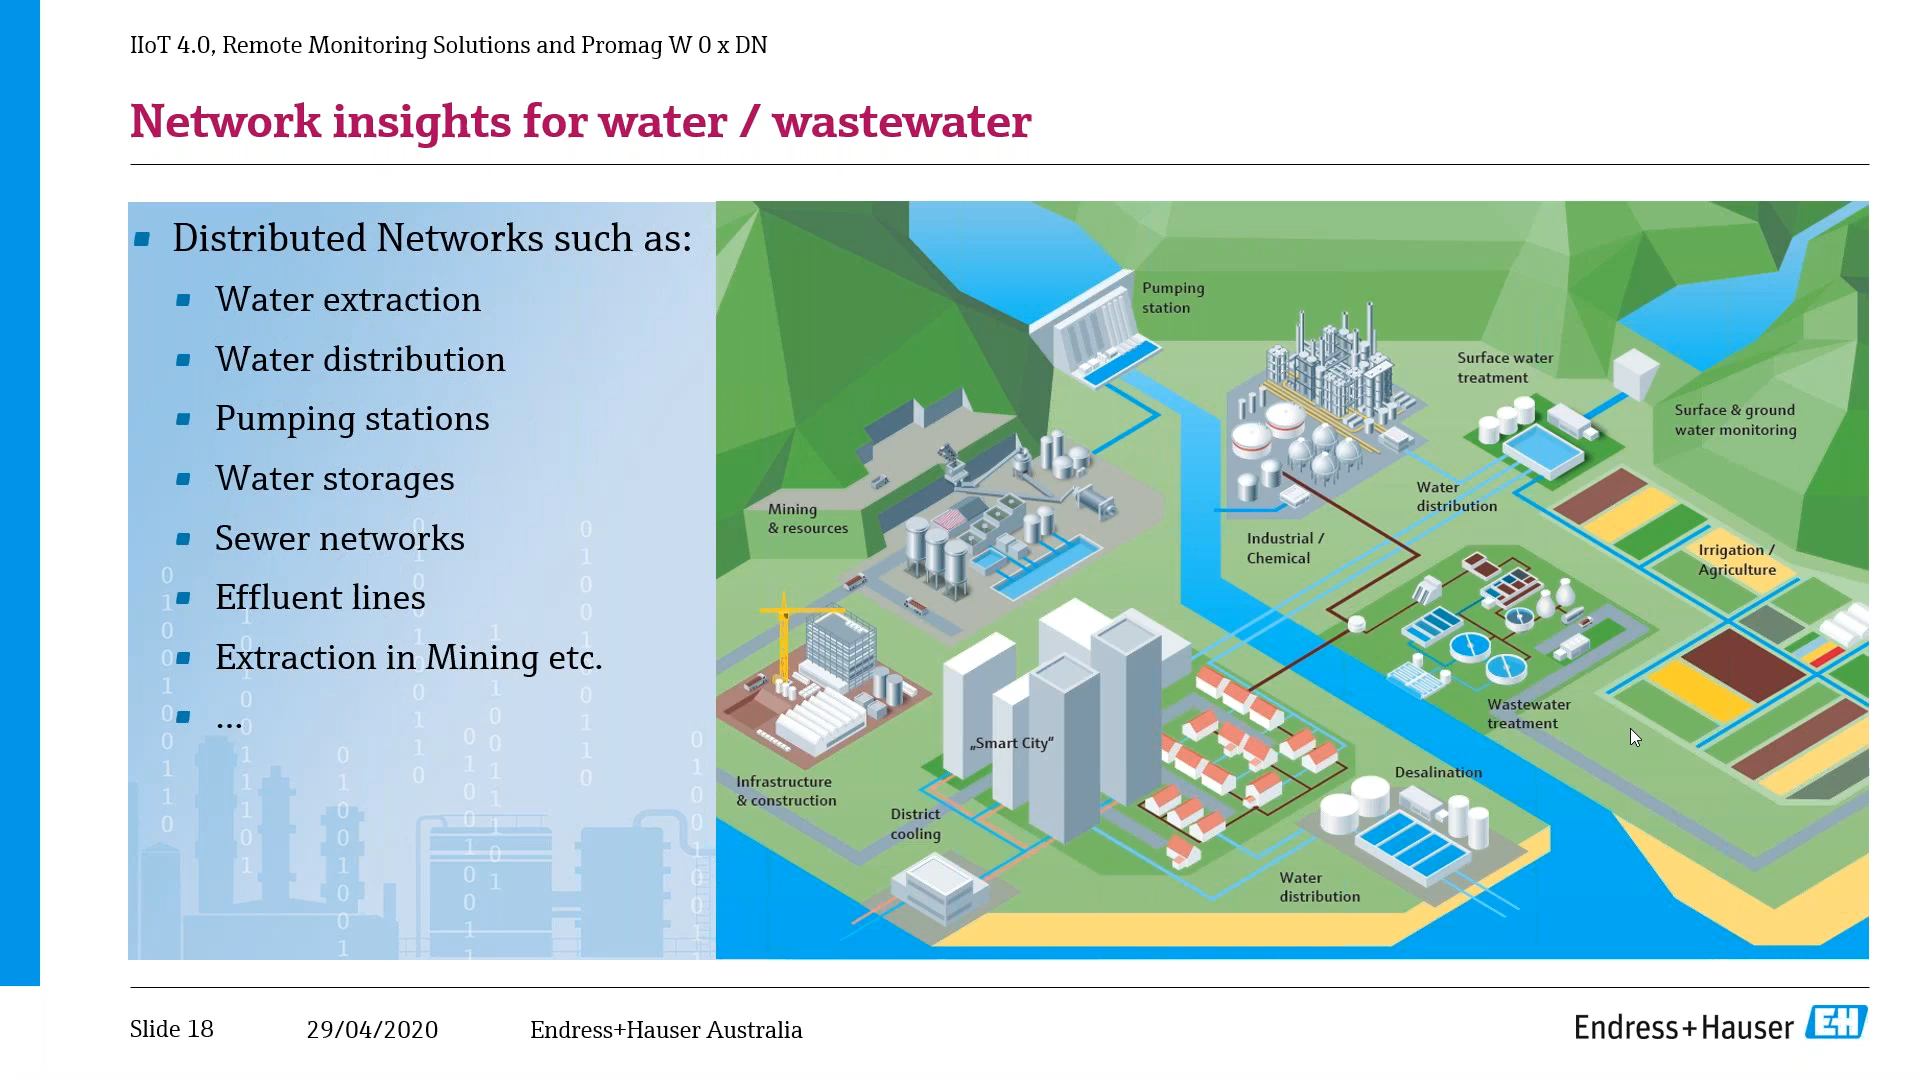 IIoT 4.0, Remote Monitoring Solutions and Promag W 0 x DN
Network insights for water / wastewater
Distributed Networks such as:
Water extraction
Water distribution
Pumping stations
Water storages
Sewer networks
Effluent lines
Extraction in Mining etc.
...
Pumping
station
Surface water
treatment
Surface & ground
water monitoring
Mining
& resources
Water
distribution
Industrial /
Chemical
Irrigation /
Agriculture
Wastewater
treatment
„Smart City“
Desalination
Infrastructure
& construction
District
cooling
Water
distribution
Slide 18
29/04/2020
Endress+Hauser Australia
Endress+Hauser EH